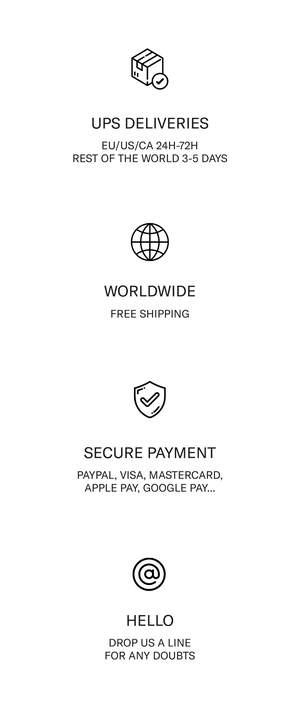 UPS DELIVERIES
EU/US/CA 24H-72H
REST OF THE WORLD 3-5 DAYS
WORLDWIDE
FREE SHIPPING
SECURE PAYMENT
PAYPAL, VISA, MASTERCARD,
APPLE PAY, GOOGLE PAY...
HELLO
DROP US A LINE
FOR ANY DOUBTS